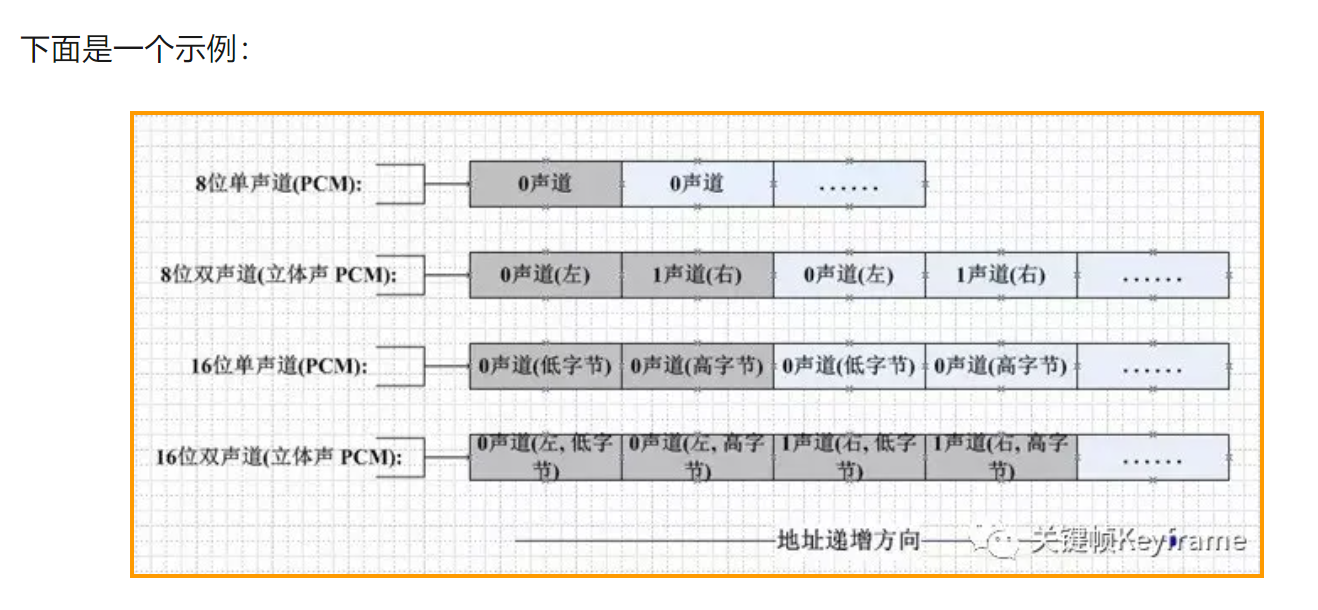 下面是一个示例：
8位单声道(PCM): 0声道 0声道 ......
8位双声道(立体声 PCM): 0声道(左) 1声道(右) 0声道(左) 1声道(右) ......
16位单声道(PCM): 0声道(低字节) 0声道(高字节) 0声道(低字节) 0声道(高字节) ......
16位双声道(立体声 PCM): 0声道(左, 低字节) 0声道(左, 高字节) 1声道(右, 低字节) 1声道(右, 高字节) ......
地址递增方向
关键帧Keyframe